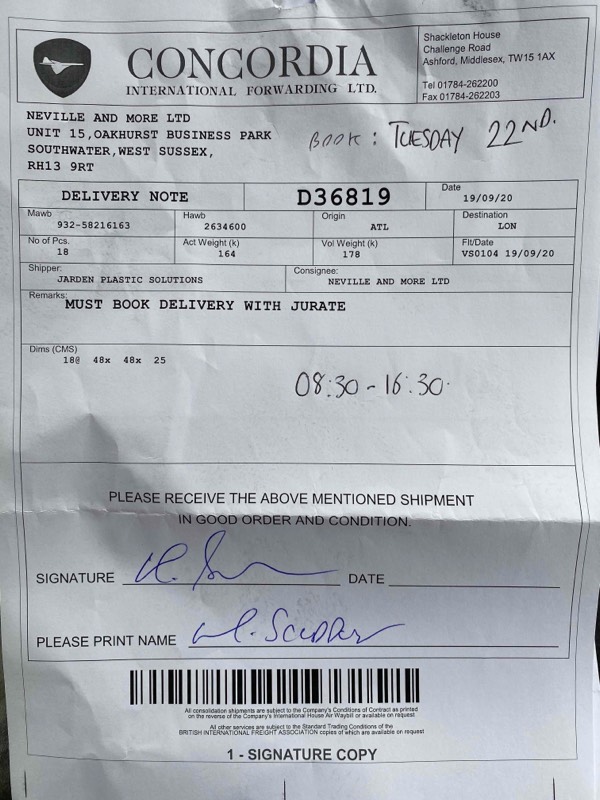 CONCORDIA
INTERNATIONAL FORWARDING LTD.
Shackleton House
Challenge Road
Ashford, Middlesex, TW15 1AX
Tel 01784-262200
Fax 01784-262203
NEVILLE AND MORE LTD
UNIT 15,OAKHURST BUSINESS PARK
SOUTHWATER,WEST SUSSEX,
RH13 9RT
BOOK: TUESDAY 22ND.
DELIVERY NOTE
D36819
Date
19/09/20
Mawb
932-58216163
Hawb
2634600
Origin
ATL
Destination
LON
No of Pcs.
18
Act Weight (k)
164
Vol Weight (k)
178
Flt/Date
VS0104 19/09/20
Shipper:
JARDEN PLASTIC SOLUTIONS
Consignee:
NEVILLE AND MORE LTD
Remarks:
MUST BOOK DELIVERY WITH JURATE
Dims (CMS)
18@ 48x 48x 25
08:30-16:30.
PLEASE RECEIVE THE ABOVE MENTIONED SHIPMENT
IN GOOD ORDER AND CONDITION.
SIGNATURE
DATE
PLEASE PRINT NAME
All consolidation shipments are subject to the Company's Conditions of Contract as printed
on the reverse of the Company's International House Air Waybill or available on request
All other services are subject to the Standard Trading Conditions of the
BRITISH INTERNATIONAL FREIGHT ASSOCIATION copies of which are available on request
1 - SIGNATURE COPY